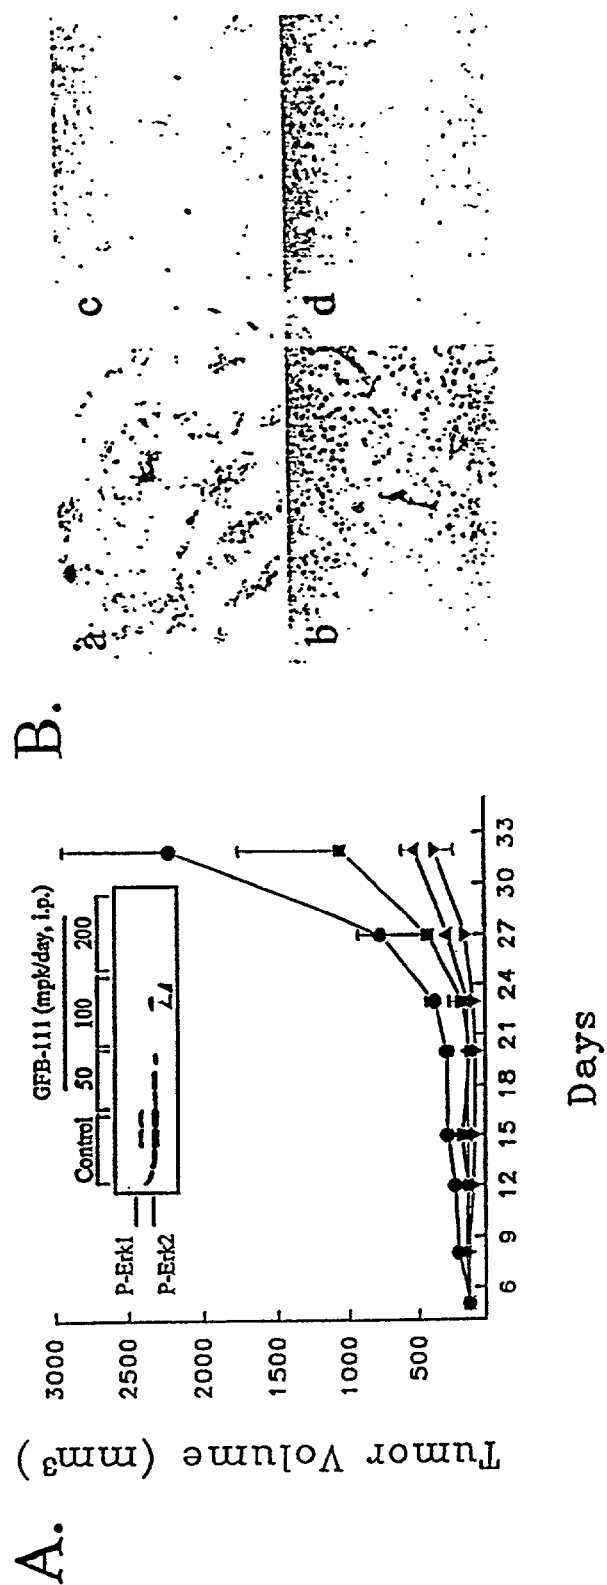 A.
Tumor Volume (mm³)
3000
2500
2000
1500
1000
500
GFB-111 (mpk/day, i.p.)
Control 50 100 200
P-Erk1
P-Erk2
6 9 12 15 18 21 24 27 30 33
Days
B.
a c
b d